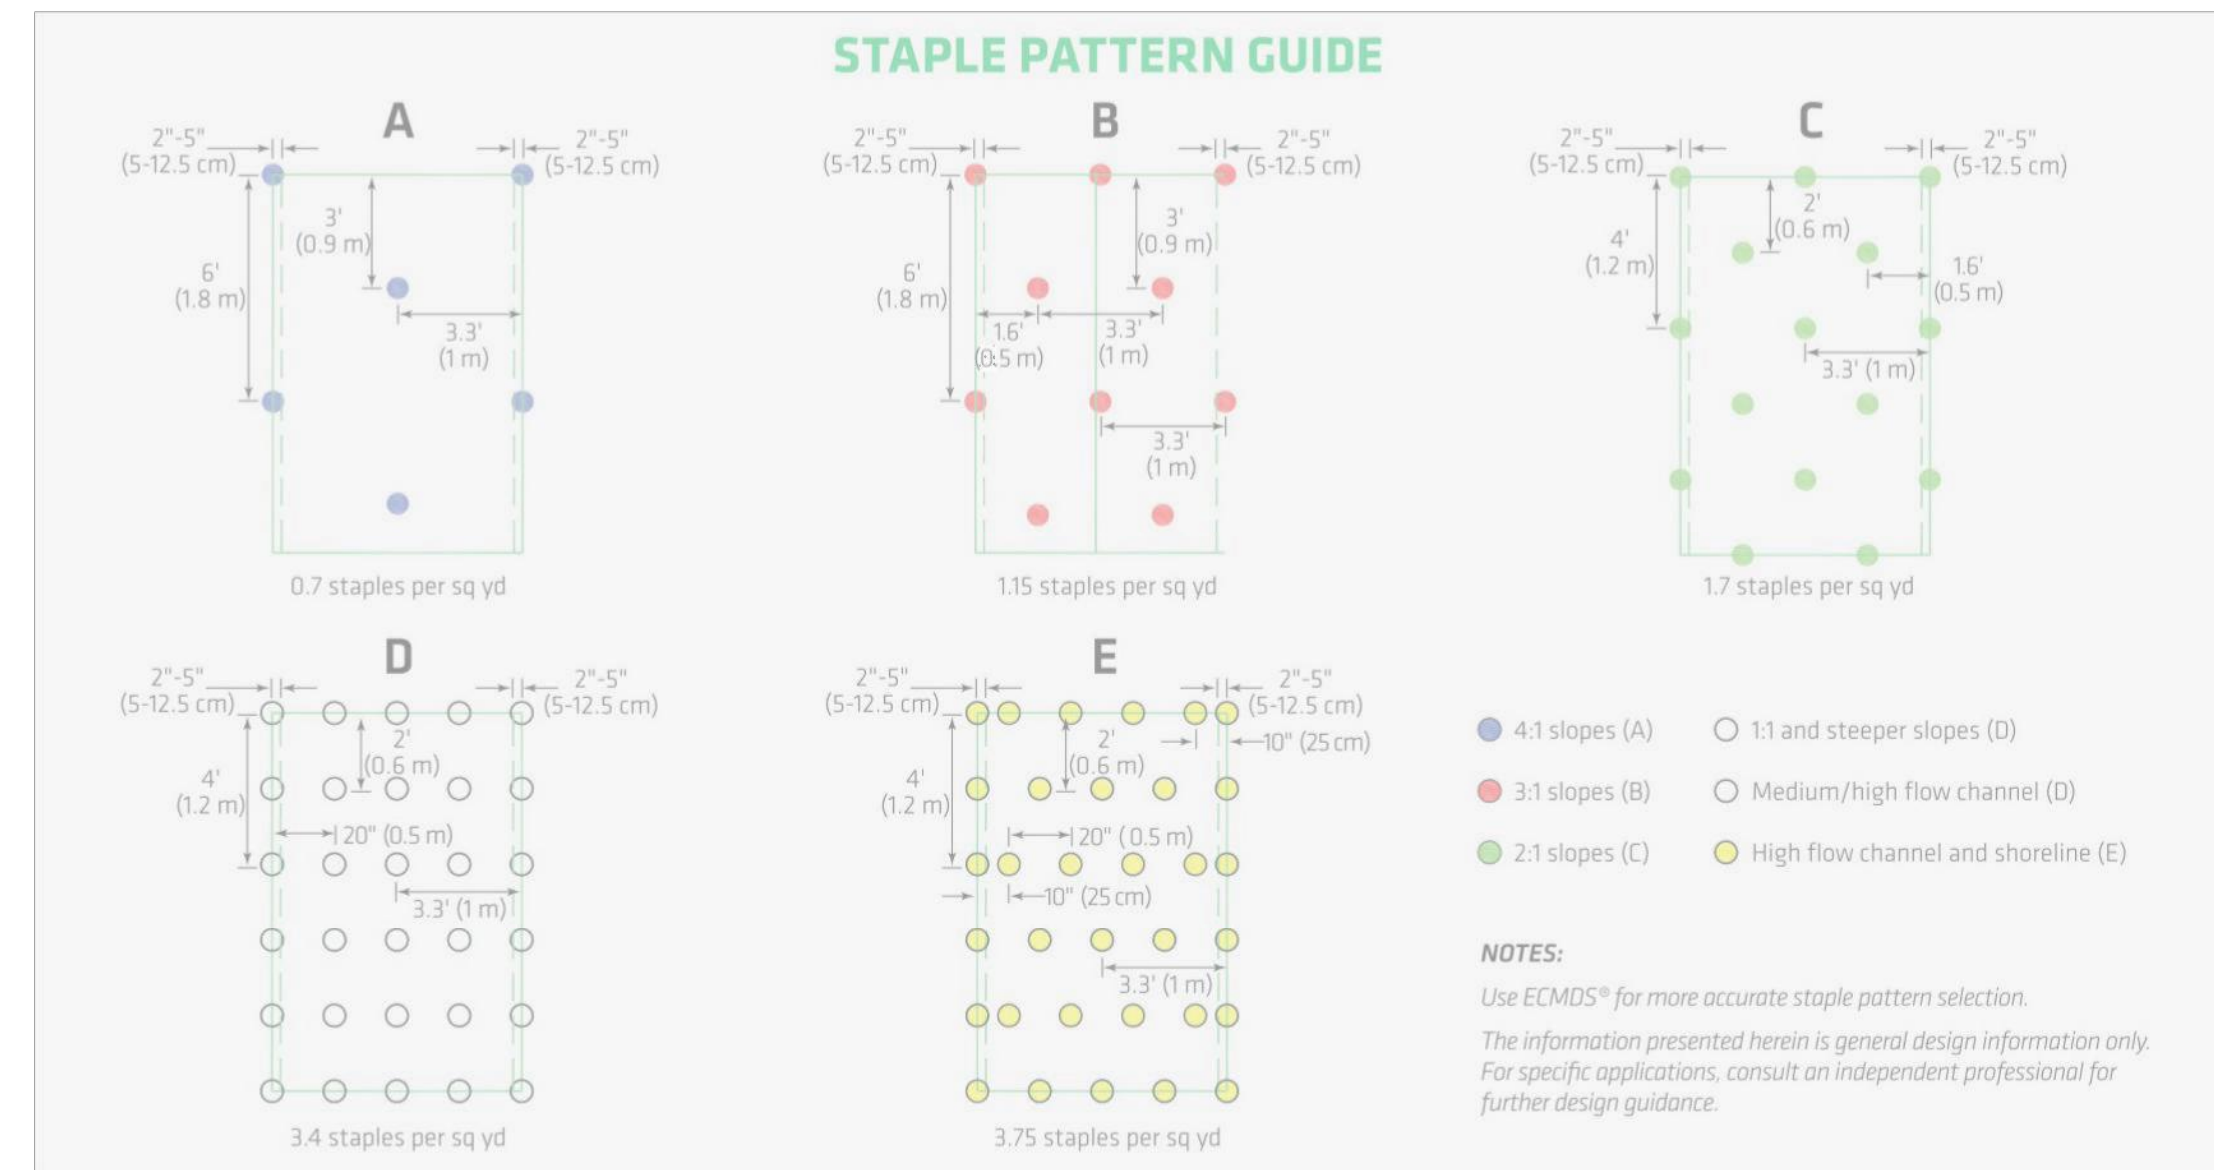 STAPLE PATTERN GUIDE
A
2"-5"
(5-12.5 cm)
2"-5"
(5-12.5 cm)
3'
(0.9 m)
6'
(1.8 m)
3.3'
(1 m)
0.7 staples per sq yd
B
2"-5"
(5-12.5 cm)
2"-5"
(5-12.5 cm)
3'
(0.9 m)
6'
(1.8 m)
1.6'
(0.5 m)
3.3'
(1 m)
3.3'
(1 m)
1.15 staples per sq yd
C
2"-5"
(5-12.5 cm)
2"-5"
(5-12.5 cm)
2'
(0.6 m)
4'
(1.2 m)
1.6'
(0.5 m)
3.3' (1 m)
1.7 staples per sq yd
D
2"-5"
(5-12.5 cm)
2"-5"
(5-12.5 cm)
2'
(0.6 m)
4'
(1.2 m)
20" (0.5 m)
3.3' (1 m)
3.4 staples per sq yd
E
2"-5"
(5-12.5 cm)
2"-5"
(5-12.5 cm)
2'
(0.6 m)
10" (25 cm)
4'
(1.2 m)
20" ( 0.5 m)
10" (25 cm)
3.3' (1 m)
3.75 staples per sq yd
4:1 slopes (A)
1:1 and steeper slopes (D)
3:1 slopes (B)
Medium/high flow channel (D)
2:1 slopes (C)
High flow channel and shoreline (E)
NOTES:
Use ECMDS® for more accurate staple pattern selection.
The information presented herein is general design information only.
For specific applications, consult an independent professional for
further design guidance.